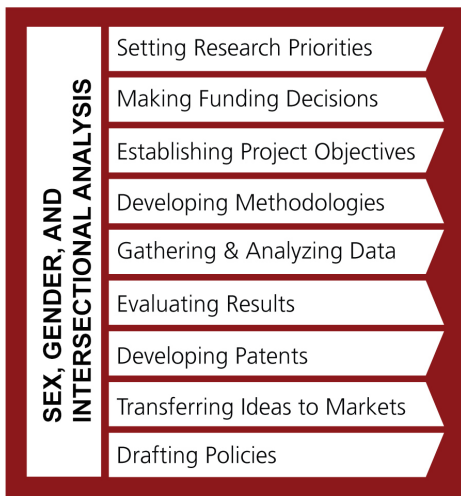 SEX, GENDER, AND
INTERSECTIONAL ANALYSIS
Setting Research Priorities
Making Funding Decisions
Establishing Project Objectives
Developing Methodologies
Gathering & Analyzing Data
Evaluating Results
Developing Patents
Transferring Ideas to Markets
Drafting Policies